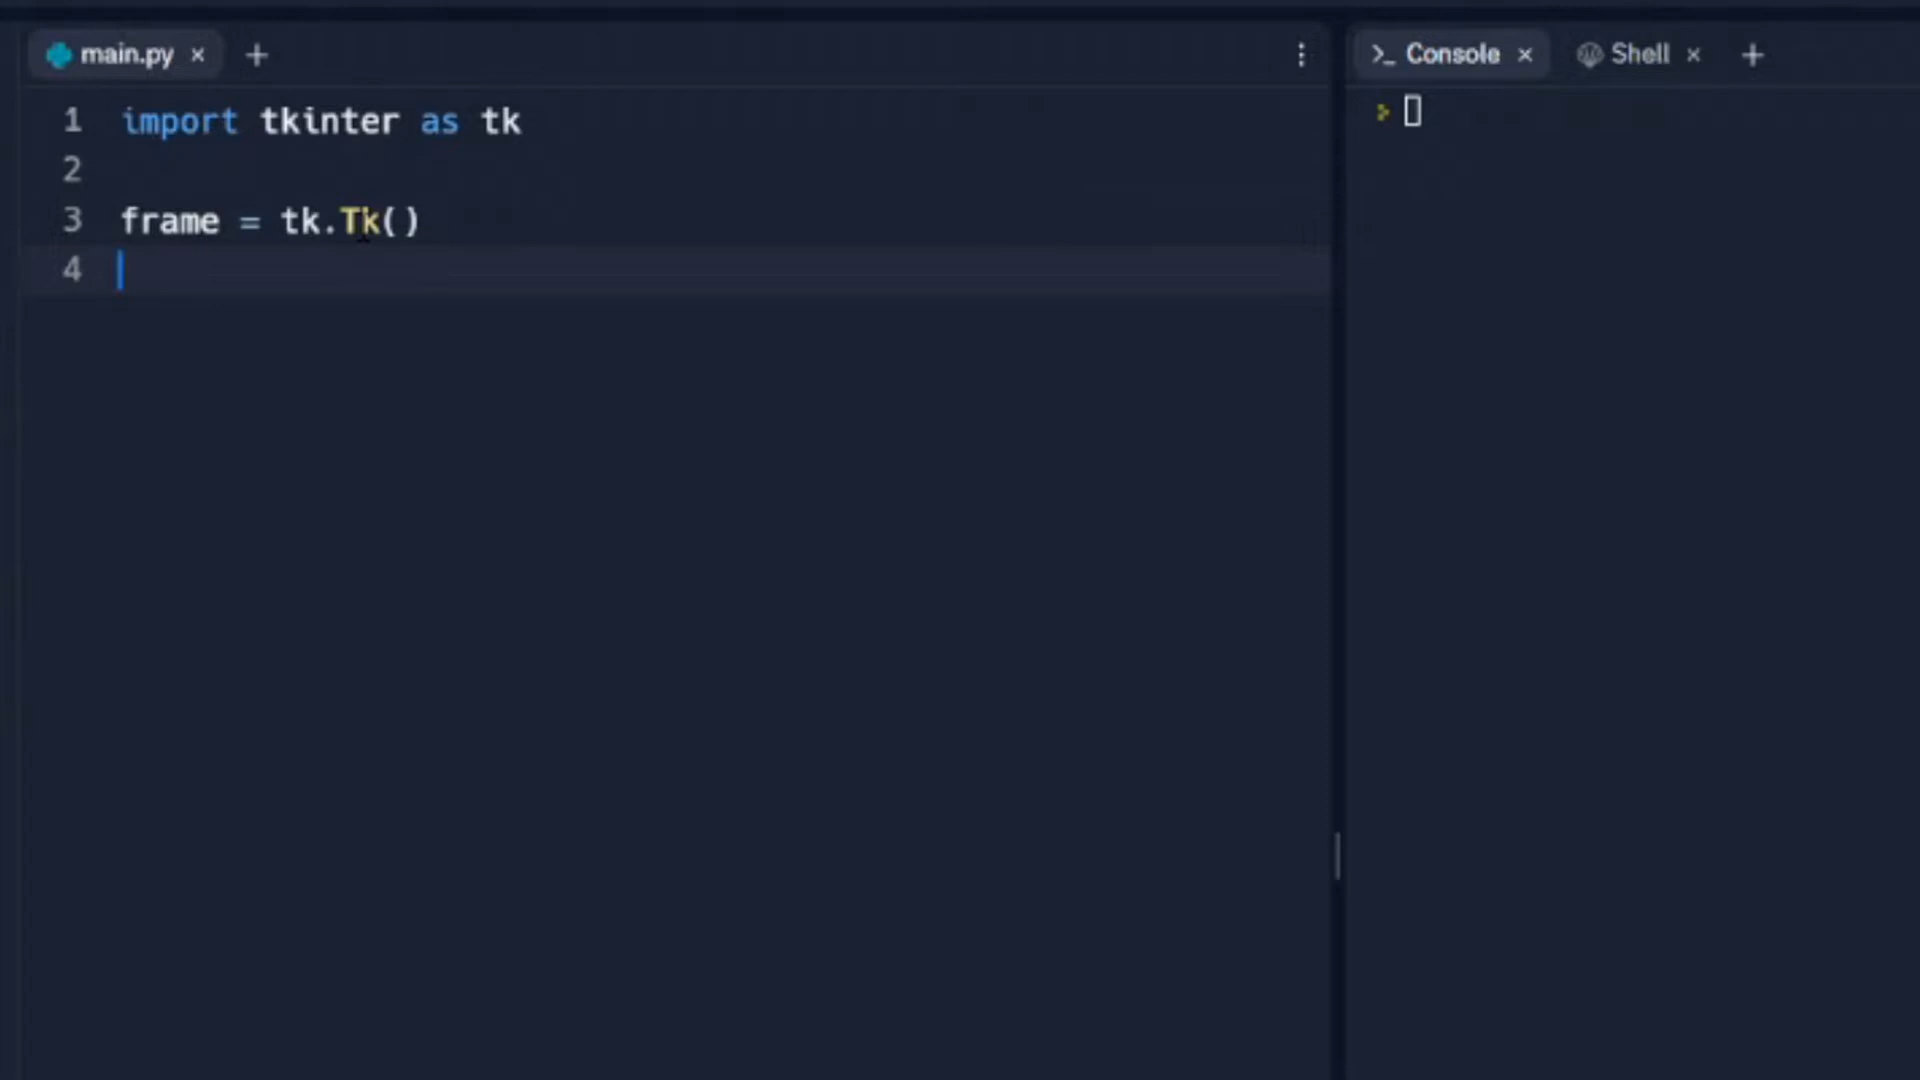 main.py × +
>_ Console × Shell × +
1 import tkinter as tk
2
3 frame = tk.Tk()
4